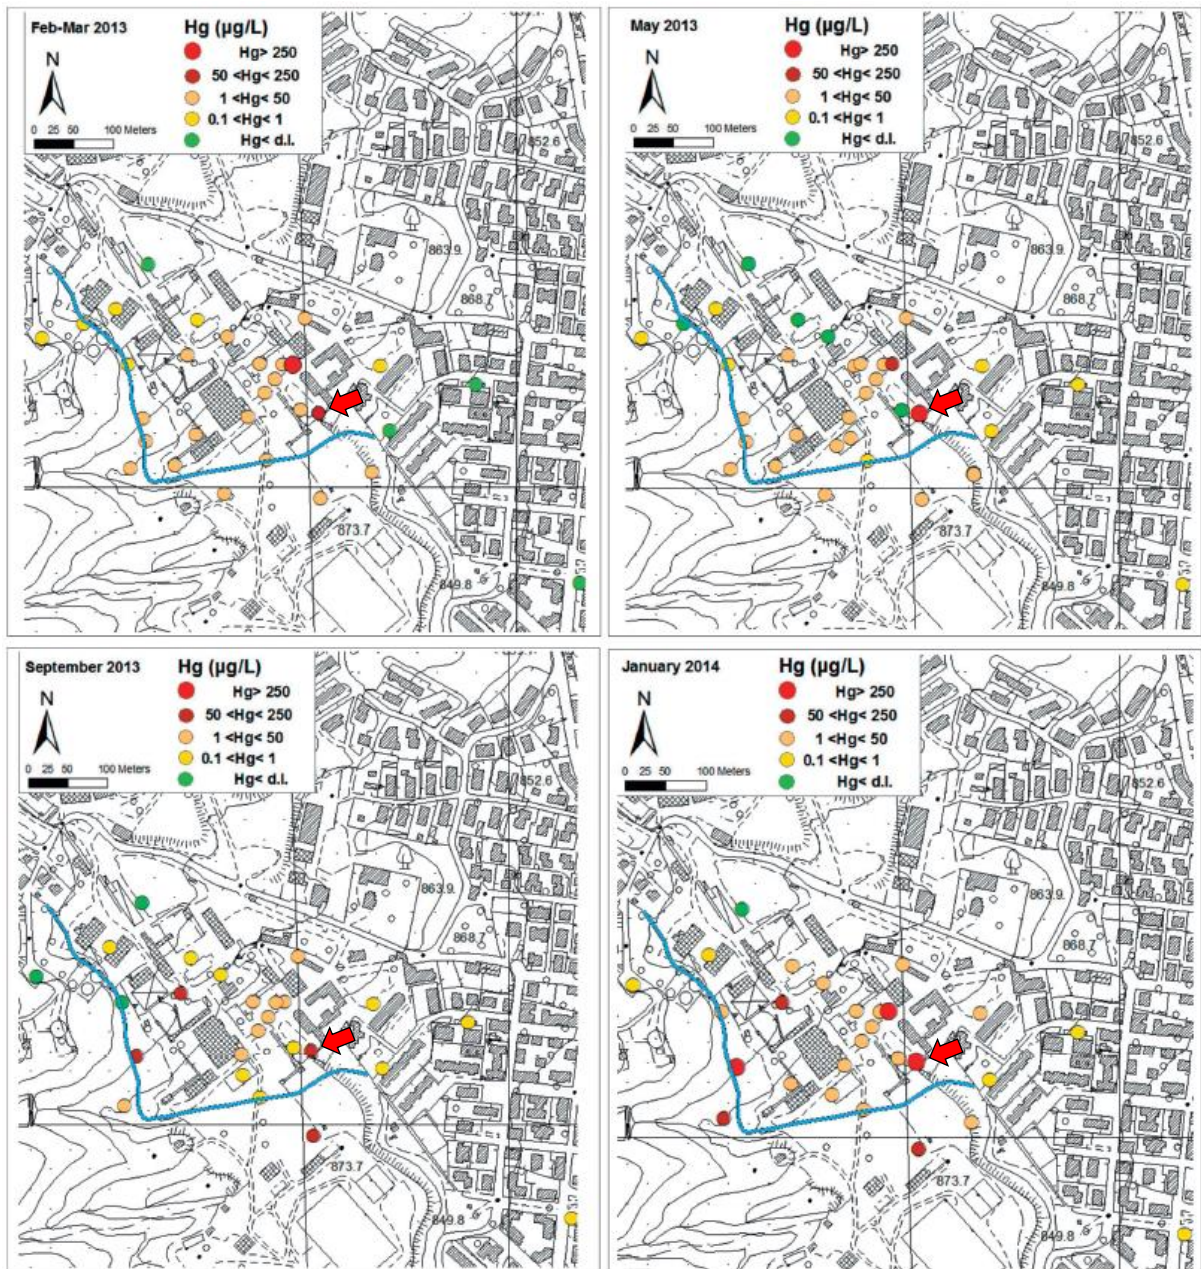 Feb-Mar 2013
Hg (µg/L)
Hg> 250
50 <Hg< 250
1 <Hg< 50
0.1 <Hg< 1
Hg< d.l.
N
0 25 50 100 Meters
852.6
863.9.
868.7
873.7
849.8
May 2013
Hg (µg/L)
Hg> 250
50 <Hg< 250
1 <Hg< 50
0.1 <Hg< 1
Hg< d.l.
N
0 25 50 100 Meters
852.6
863.9.
868.7
873.7
849.8
September 2013
Hg (µg/L)
Hg> 250
50 <Hg< 250
1 <Hg< 50
0.1 <Hg< 1
Hg< d.l.
N
0 25 50 100 Meters
852.6
863.9.
868.7
873.7
849.8
January 2014
Hg (µg/L)
Hg> 250
50 <Hg< 250
1 <Hg< 50
0.1 <Hg< 1
Hg< d.l.
N
0 25 50 100 Meters
852.6
863.9.
868.7
873.7
849.8